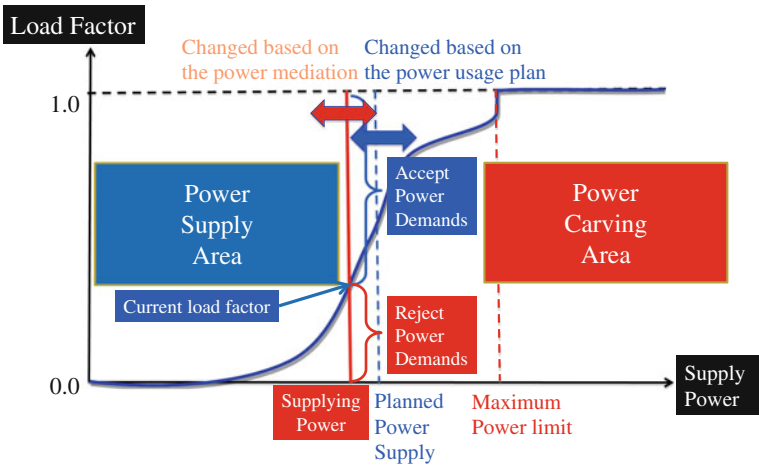 Load Factor
Changed based on
the power mediation
Changed based on
the power usage plan
1.0
Power
Supply
Area
Accept
Power
Demands
Power
Carving
Area
Current load factor
Reject
Power
Demands
0.0
Supplying
Power
Planned
Power
Supply
Maximum
Power limit
Supply
Power